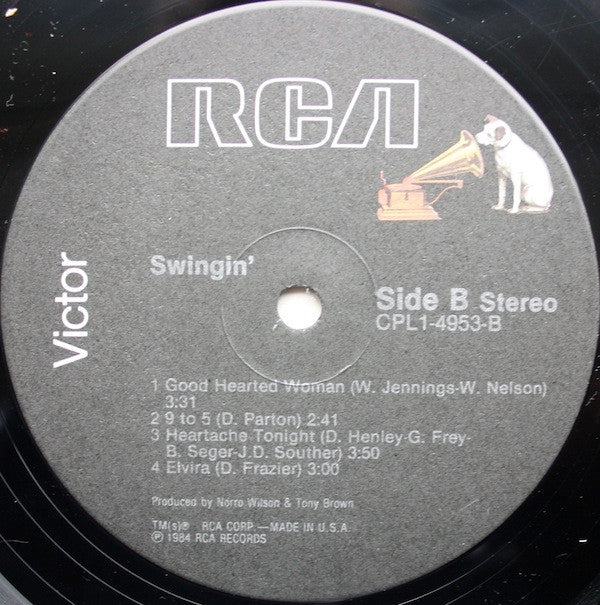 RCA
Victor
Swingin'
Side B Stereo
CPL1-4953-B
1 Good Hearted Woman (W. Jennings-W. Nelson)
3:31
2 9 to 5 (D. Parton) 2:41
3 Heartache Tonight (D. Henley-G. Frey-
B. Seger-J.D. Souther) 3:50
4 Elvira (D. Frazier) 3:00
Produced by Norro Wilson & Tony Brown
TM(s)® RCA CORP.—MADE IN U.S.A.
℗ 1984 RCA RECORDS